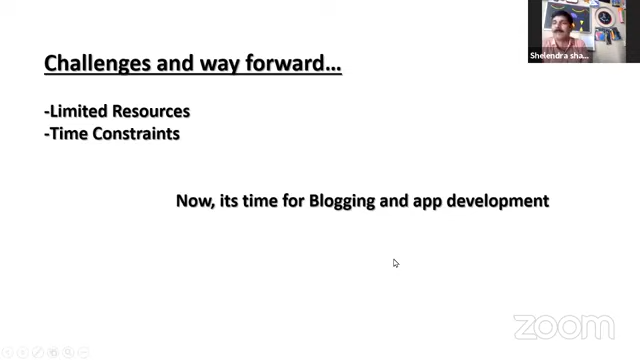 Challenges and way forward...
-Limited Resources
-Time Constraints
Now, its time for Blogging and app development
Shelendra sha...
zoom